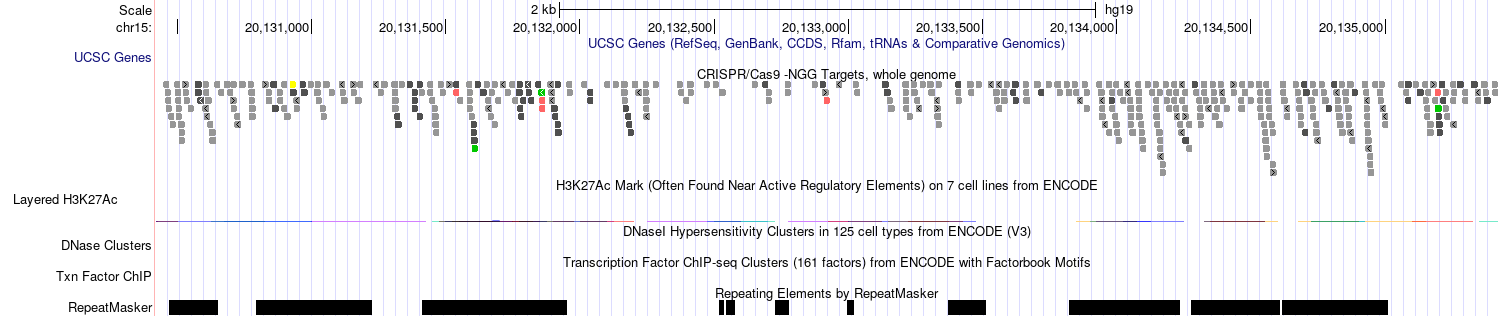 Scale 2 kb hg19
chr15: 20,131,000 20,131,500 20,132,000 20,132,500 20,133,000 20,133,500 20,134,000 20,134,500 20,135,000
UCSC Genes (RefSeq, GenBank, CCDS, Rfam, tRNAs & Comparative Genomics)
UCSC Genes
CRISPR/Cas9 -NGG Targets, whole genome
H3K27Ac Mark (Often Found Near Active Regulatory Elements) on 7 cell lines from ENCODE
Layered H3K27Ac
DNaseI Hypersensitivity Clusters in 125 cell types from ENCODE (V3)
DNase Clusters
Transcription Factor ChIP-seq Clusters (161 factors) from ENCODE with Factorbook Motifs
Txn Factor ChIP
Repeating Elements by RepeatMasker
RepeatMasker